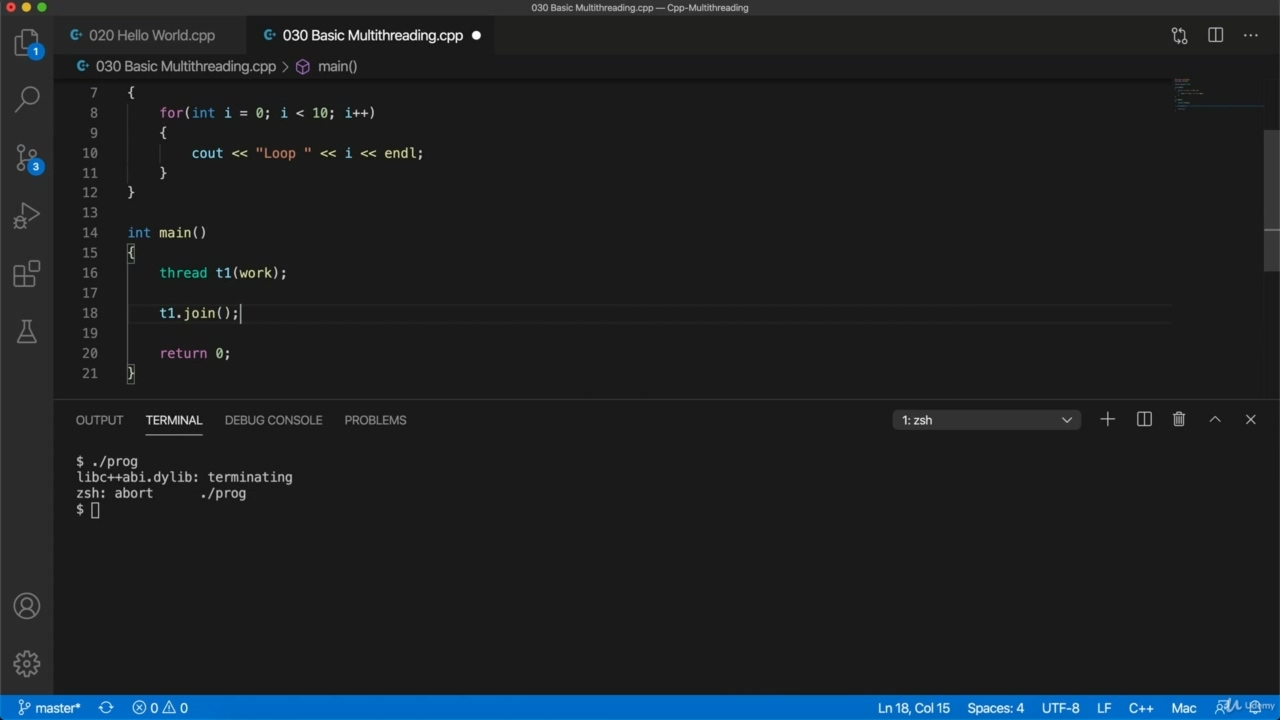 030 Basic Multithreading.cpp — Cpp-Multithreading
020 Hello World.cpp
030 Basic Multithreading.cpp
030 Basic Multithreading.cpp > main()
1
3
7 {
8 for(int i = 0; i < 10; i++)
9 {
10 cout << "Loop " << i << endl;
11 }
12 }
13
14 int main()
15 {
16 thread t1(work);
17
18 t1.join();
19
20 return 0;
21 }
OUTPUT TERMINAL DEBUG CONSOLE PROBLEMS 1: zsh
$ ./prog
libc++abi.dylib: terminating
zsh: abort ./prog
$
master* 0 0 Ln 18, Col 15 Spaces: 4 UTF-8 LF C++ Mac
Udemy